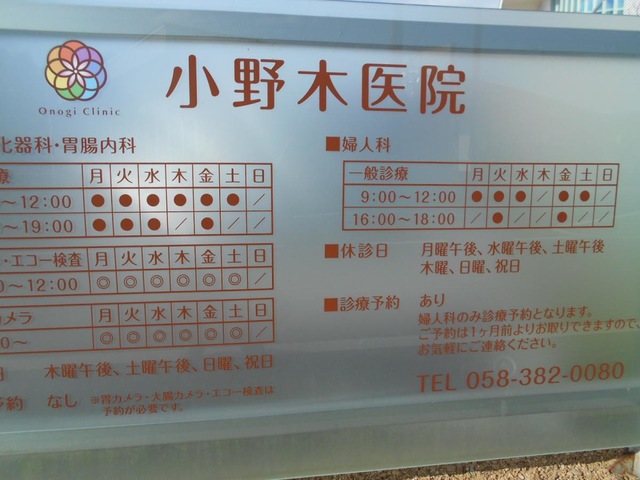 小野木医院
Onogi Clinic
化器科・胃腸内科
療 月 火 水 木 金 土 日
～12:00 ● ● ● ● ● ● ／
～19:00 ● ● ● ／ ● ／
・エコー検査 月 火 水 木 金 土 日
0～12:00 ◎ ◎ ◎ ◎ ◎ ◎ ／
カメラ 月 火 水 木 金 土 日
0～ ◎ ◎ ◎ ◎ ◎ ◎ ／
日 木曜午後、土曜午後、日曜、祝日
予約 なし ※胃カメラ・大腸カメラ・エコー検査は
予約が必要です。
■婦人科
一般診療 月 火 水 木 金 土 日
9:00～12:00 ● ● ● ／ ● ● ／
16:00～18:00 ／ ● ／ ／ ● ／ ／
■休診日 月曜午後、水曜午後、土曜午後
木曜、日曜、祝日
■診療予約 あり
婦人科のみ診療予約となります。
ご予約は1ヶ月前よりお取りできますので、
お気軽にご連絡ください。
TEL 058-382-0080